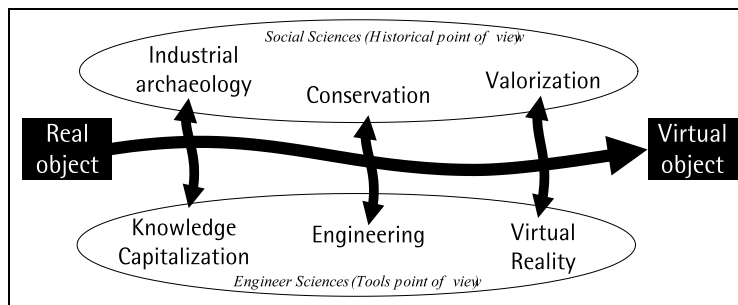 Social Sciences (Historical point of view)
Industrial
archaeology
Conservation
Valorization
Real
object
Virtual
object
Knowledge
Capitalization
Engineering
Virtual
Reality
Engineer Sciences (Tools point of view)